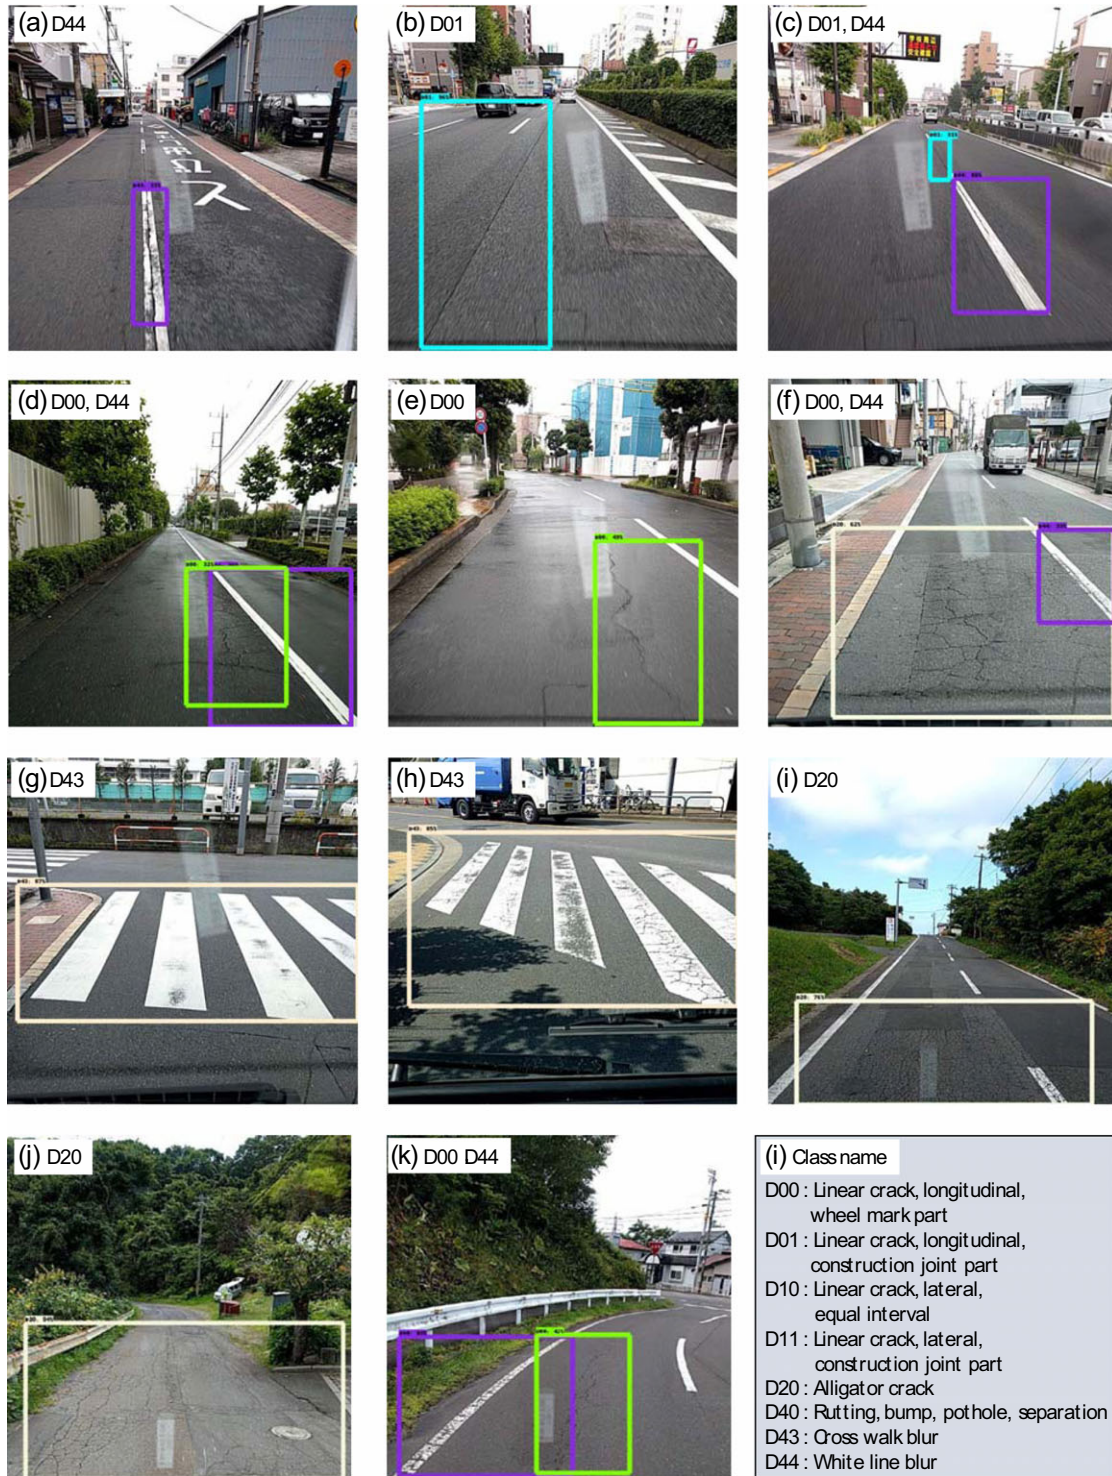 (a) D44
(b) D01
(c) D01, D44
(d) D00, D44
(e) D00
(f) D00, D44
(g) D43
(h) D43
(i) D20
(j) D20
(k) D00 D44
(i) Class name
D00 : Linear crack, longitudinal,
wheel mark part
D01 : Linear crack, longitudinal,
construction joint part
D10 : Linear crack, lateral,
equal interval
D11 : Linear crack, lateral,
construction joint part
D20 : Alligator crack
D40 : Rutting, bump, pothole, separation
D43 : Cross walk blur
D44 : White line blur